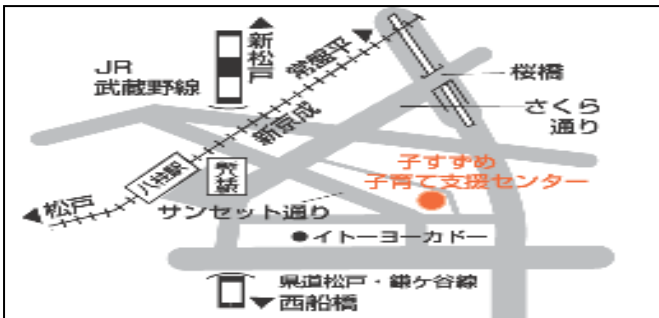 新松戸
常盤平
JR
武蔵野線
新京成
桜橋
さくら
通り
八柱駅
子すずめ
子育て支援センター
松戸
サンセット通り
●イトーヨーカドー
県道松戸・鎌ケ谷線
西船橋